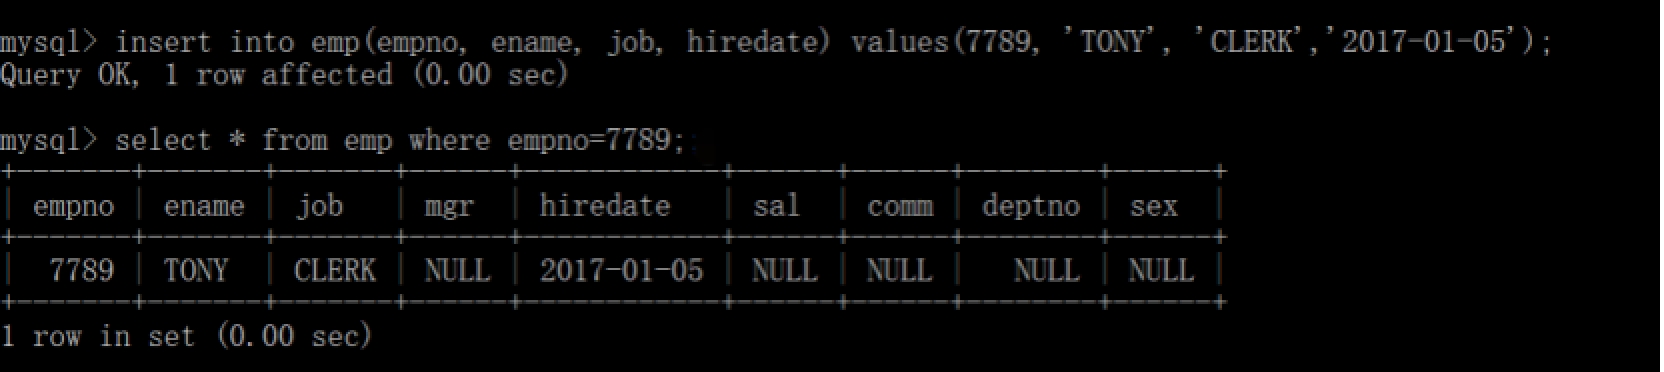 mysql> insert into emp(empno, ename, job, hiredate) values(7789, 'TONY', 'CLERK','2017-01-05');
Query OK, 1 row affected (0.00 sec)
mysql> select * from emp where empno=7789;
+-------+-------+-------+------+------------+------+------+--------+------+
| empno | ename | job   | mgr  | hiredate   | sal  | comm | deptno | sex  |
+-------+-------+-------+------+------------+------+------+--------+------+
|  7789 | TONY  | CLERK | NULL | 2017-01-05 | NULL | NULL |   NULL | NULL |
+-------+-------+-------+------+------------+------+------+--------+------+
1 row in set (0.00 sec)